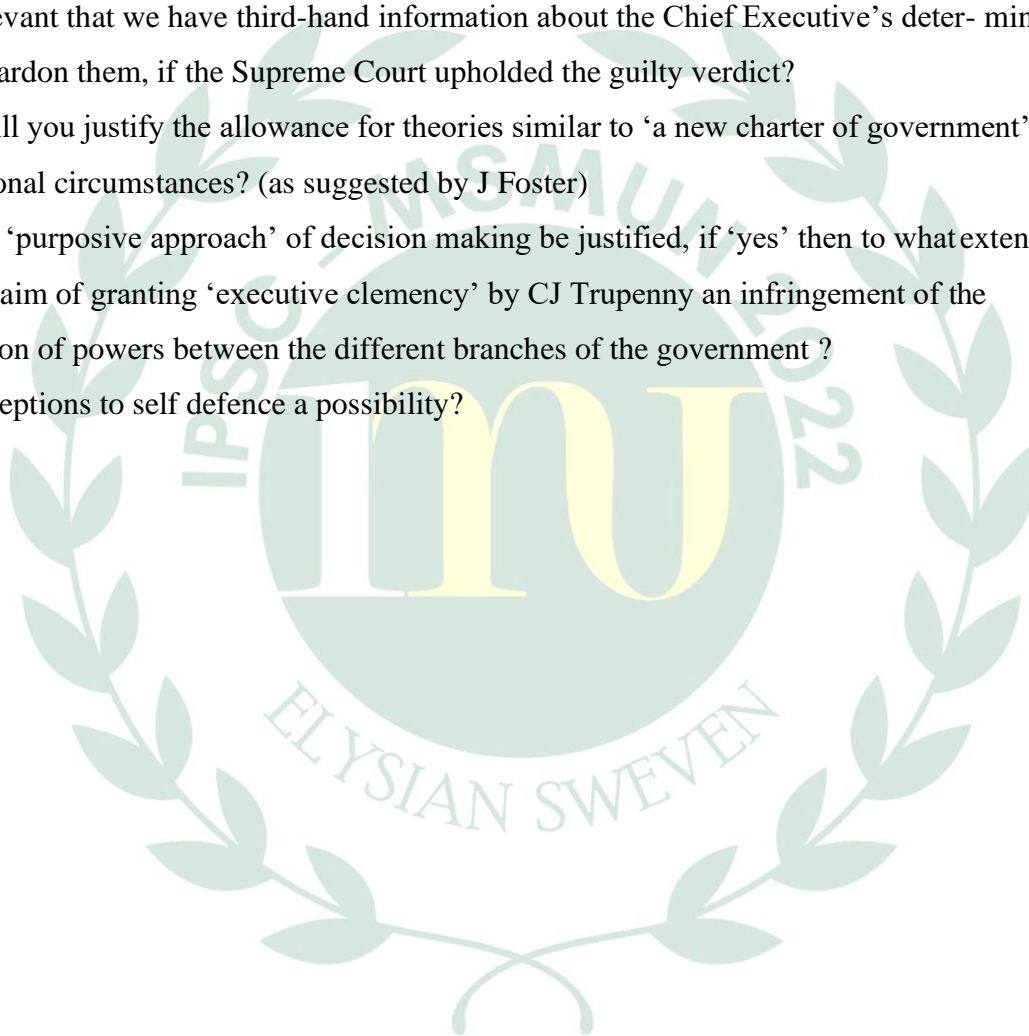 evant that we have third-hand information about the Chief Executive’s deter- min
ardon them, if the Supreme Court upholded the guilty verdict?
ill you justify the allowance for theories similar to ‘a new charter of government’
onal circumstances? (as suggested by J Foster)
‘purposive approach’ of decision making be justified, if ‘yes’ then to what exten
aim of granting ‘executive clemency’ by CJ Trupenny an infringement of the
on of powers between the different branches of the government ?
eptions to self defence a possibility?
IPSC - MSMUN 2022
mu
ELYSIAN SWEVEN